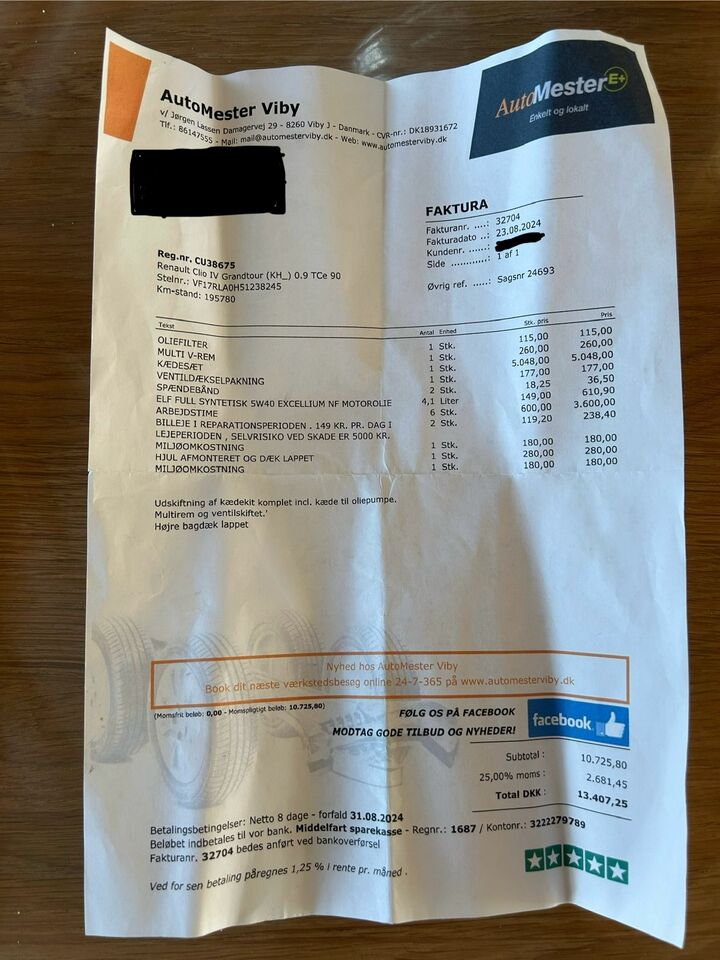 AutoMester Viby
v/ Jørgen Lassen Damagervej 29 - 8260 Viby J - Danmark - CVR-nr.: DK18931672
Tlf.: 86147555 - Mail: mail@automesterviby.dk - Web: www.automesterviby.dk
AutoMester E+
Enkelt og lokalt
FAKTURA
Fakturanr. ....: 32704
Fakturadato ..: 23.08.2024
Kundenr. ......:
Side ............: 1 af 1
Øvrig ref. .....: Sagsnr 24693
Reg.nr. CU38675
Renault Clio IV Grandtour (KH_) 0.9 TCe 90
Stelnr.: VF17RLA0H51238245
Km-stand: 195780
Tekst Antal Enhed Stk. pris Pris
OLIEFILTER 1 Stk. 115,00 115,00
MULTI V-REM 1 Stk. 260,00 260,00
KÆDESÆT 1 Stk. 5.048,00 5.048,00
VENTILDÆKSELPAKNING 1 Stk. 177,00 177,00
SPÆNDEBÅND 2 Stk. 18,25 36,50
ELF FULL SYNTETISK 5W40 EXCELLIUM NF MOTOROLIE 4,1 Liter 149,00 610,90
ARBEJDSTIME 6 Stk. 600,00 3.600,00
BILLEJE I REPARATIONSPERIODEN . 149 KR. PR. DAG I 2 Stk. 119,20 238,40
LEJEPERIODEN , SELVRISIKO VED SKADE ER 5000 KR.
MILJØOMKOSTNING 1 Stk. 180,00 180,00
HJUL AFMONTERET OG DÆK LAPPET 1 Stk. 280,00 280,00
MILJØOMKOSTNING 1 Stk. 180,00 180,00
Udskiftning af kædekit komplet incl. kæde til oliepumpe.
Multirem og ventilskiftet.'
Højre bagdæk lappet
Nyhed hos AutoMester Viby
Book dit næste værkstedsbesøg online 24-7-365 på www.automesterviby.dk
(Momsfrit beløb: 0,00 - Momspligtigt beløb: 10.725,80)
FØLG OS PÅ FACEBOOK
MODTAG GODE TILBUD OG NYHEDER!
facebook
Subtotal : 10.725,80
25,00% moms : 2.681,45
Total DKK : 13.407,25
Betalingsbetingelser: Netto 8 dage - forfald 31.08.2024
Beløbet indbetales til vor bank. Middelfart sparekasse - Regnr.: 1687 / Kontonr.: 3222279789
Fakturanr. 32704 bedes anført ved bankoverførsel
Ved for sen betaling påregnes 1,25 % i rente pr. måned .